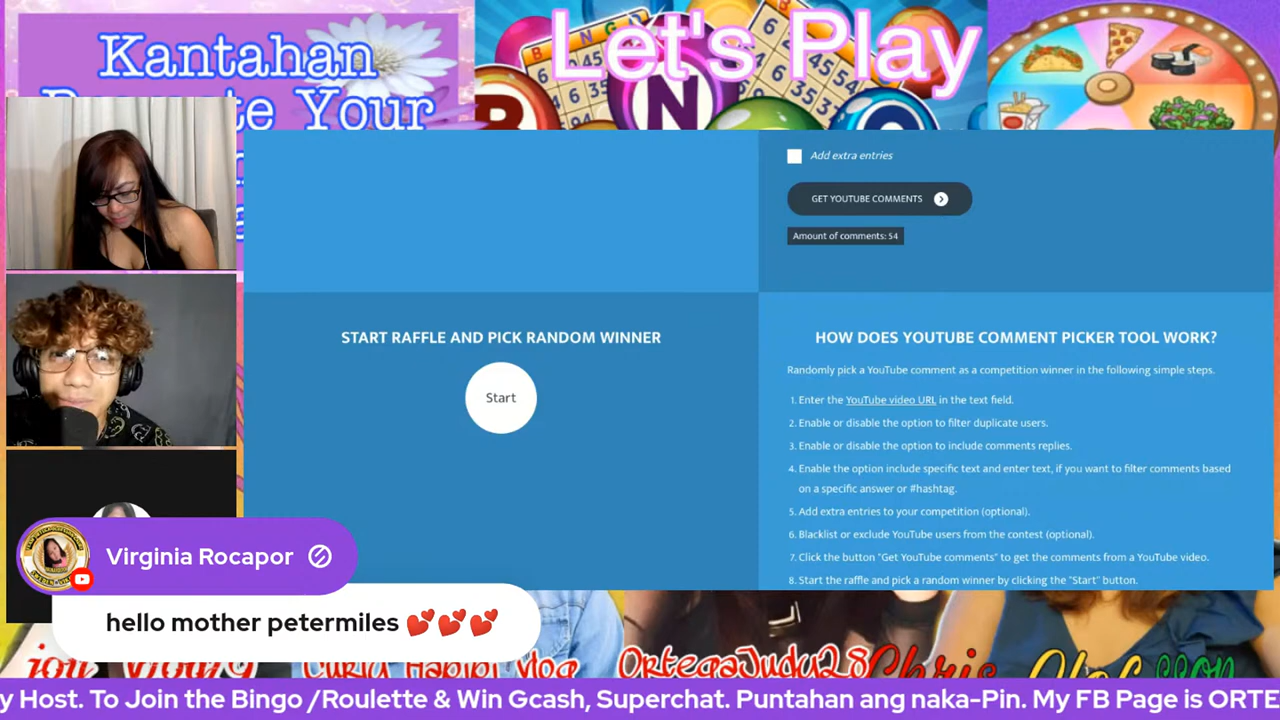 Kantahan
te Your
Let's Play
B I N G O
N
Add extra entries
GET YOUTUBE COMMENTS
Amount of comments: 54
START RAFFLE AND PICK RANDOM WINNER
Start
HOW DOES YOUTUBE COMMENT PICKER TOOL WORK?
Randomly pick a YouTube comment as a competition winner in the following simple steps.
1. Enter the YouTube video URL in the text field.
2. Enable or disable the option to filter duplicate users.
3. Enable or disable the option to include comments replies.
4. Enable the option include specific text and enter text, if you want to filter comments based
on a specific answer or #hashtag.
5. Add extra entries to your competition (optional).
6. Blacklist or exclude YouTube users from the contest (optional).
7. Click the button "Get YouTube comments" to get the comments from a YouTube video.
8. Start the raffle and pick a random winner by clicking the "Start" button.
Virginia Rocapor
hello mother petermiles 💕💕💕
Curly Habibi Vlog
OrtegaJudy28
Chris
y Host. To Join the Bingo /Roulette & Win Gcash, Superchat. Puntahan ang naka-Pin. My FB Page is ORTE